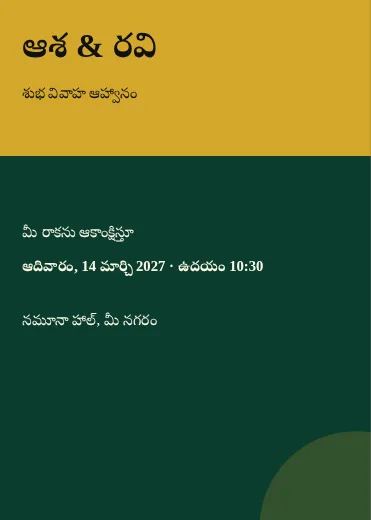 ఆశ & రవి
శుభ వివాహ ఆహ్వానం
మీ రాకను ఆకాంక్షిస్తూ
ఆదివారం, 14 మార్చి 2027 · ఉదయం 10:30
నమూనా హాల్, మీ నగరం